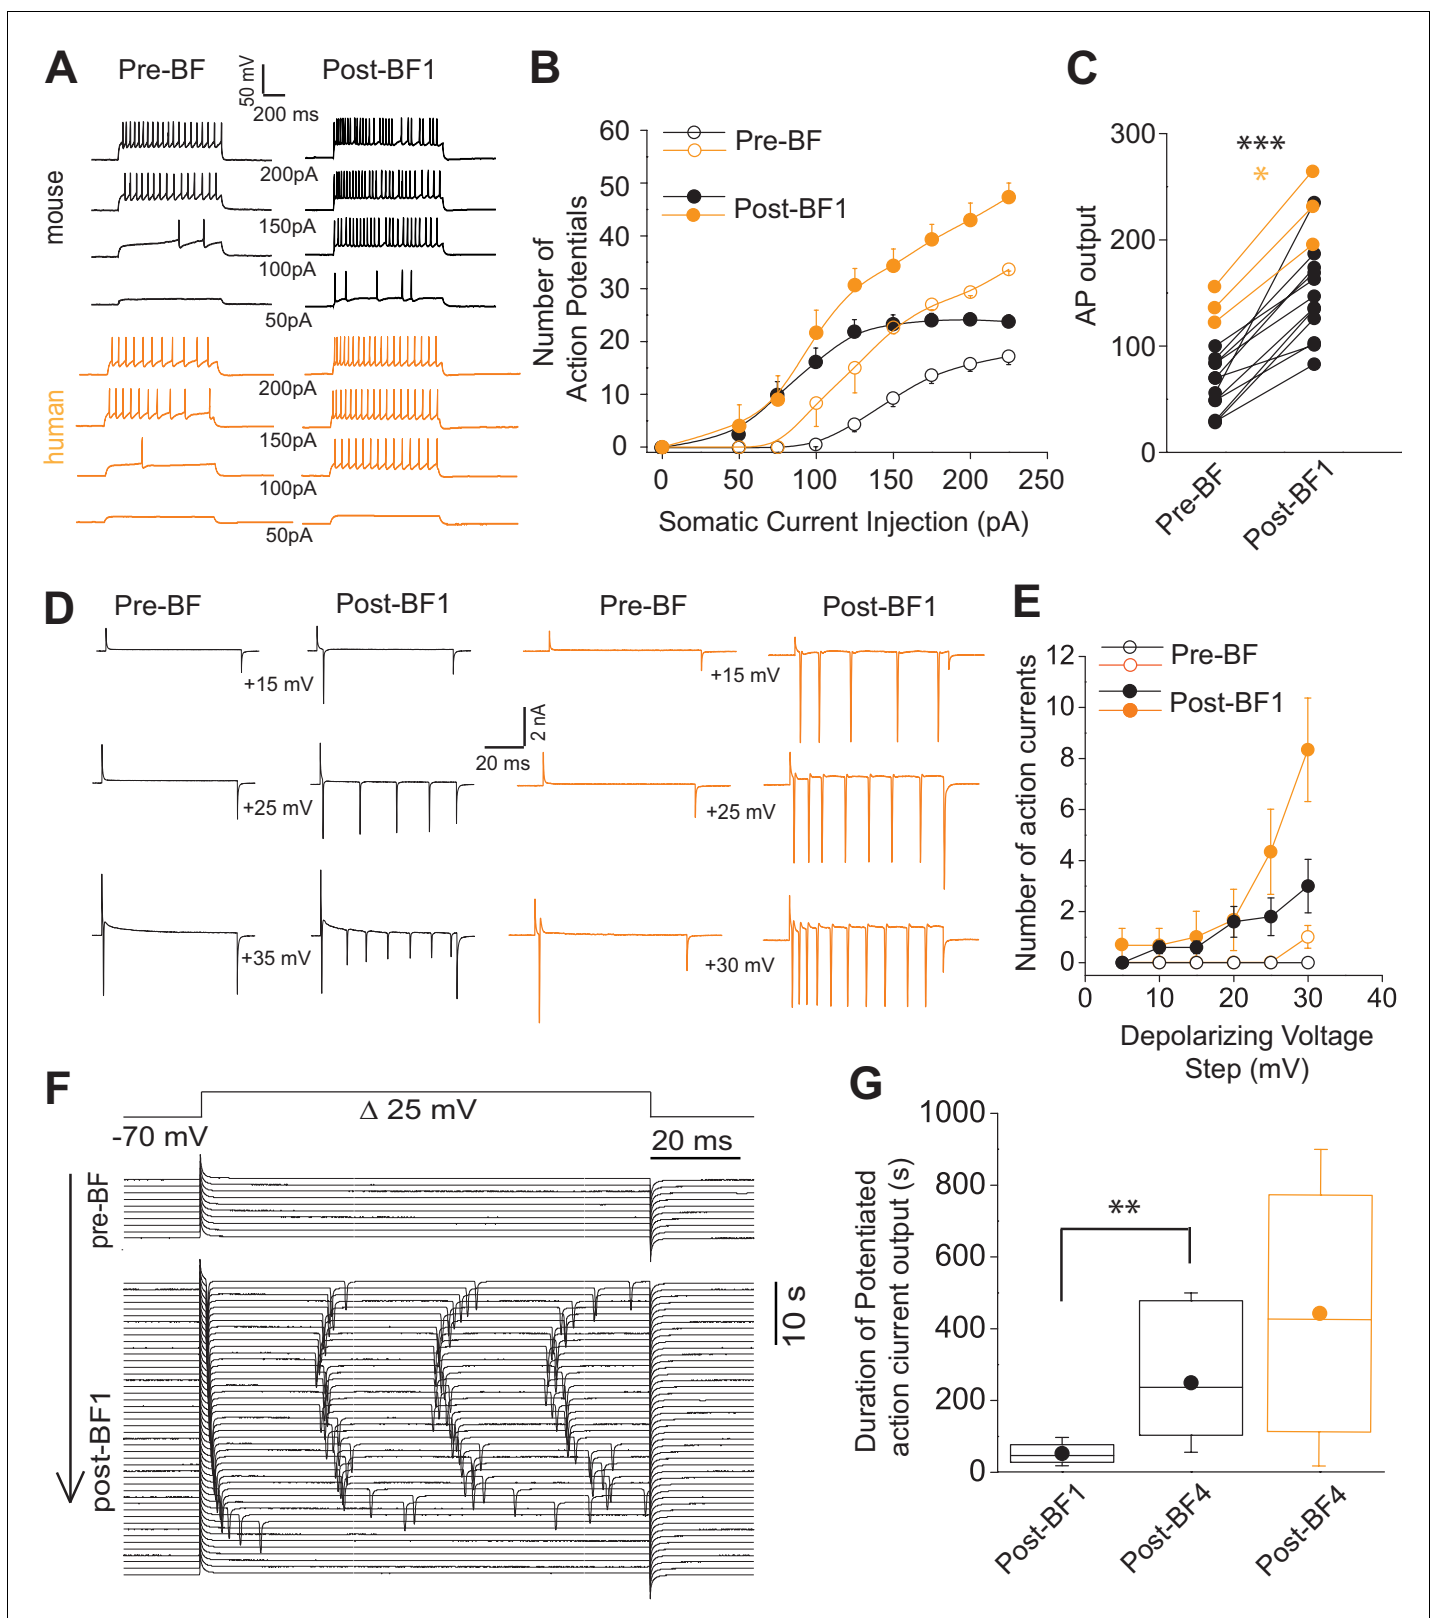 A
Pre-BF
Post-BF1
50 mV
200 ms
mouse
200pA
150pA
100pA
50pA
human
200pA
150pA
100pA
50pA
B
Pre-BF
Post-BF1
Number of
Action Potentials
60
50
40
30
20
10
0
0 50 100 150 200 250
Somatic Current Injection (pA)
C
***
*
AP output
300
200
100
0
Pre-BF
Post-BF1
D
Pre-BF
Post-BF1
Pre-BF
Post-BF1
+15 mV
+15 mV
2 nA
20 ms
+25 mV
+25 mV
+35 mV
+30 mV
E
Pre-BF
Post-BF1
Number of action currents
12
10
8
6
4
2
0
0 10 20 30 40
Depolarizing Voltage
Step (mV)
F
Δ 25 mV
-70 mV
20 ms
pre-BF
post-BF1
10 s
G
**
Duration of Potentiated
action ciurrent output (s)
1000
800
600
400
200
0
Post-BF1
Post-BF4
Post-BF4